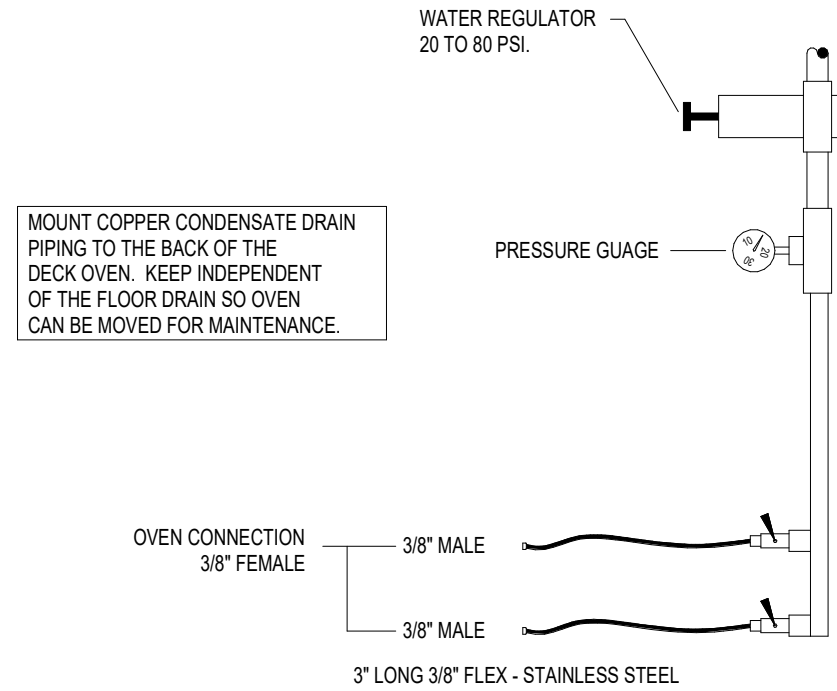 WATER REGULATOR
20 TO 80 PSI.
MOUNT COPPER CONDENSATE DRAIN
PIPING TO THE BACK OF THE
DECK OVEN. KEEP INDEPENDENT
OF THE FLOOR DRAIN SO OVEN
CAN BE MOVED FOR MAINTENANCE.
PRESSURE GUAGE
10
20
30
OVEN CONNECTION
3/8" FEMALE
3/8" MALE
3/8" MALE
3" LONG 3/8" FLEX - STAINLESS STEEL